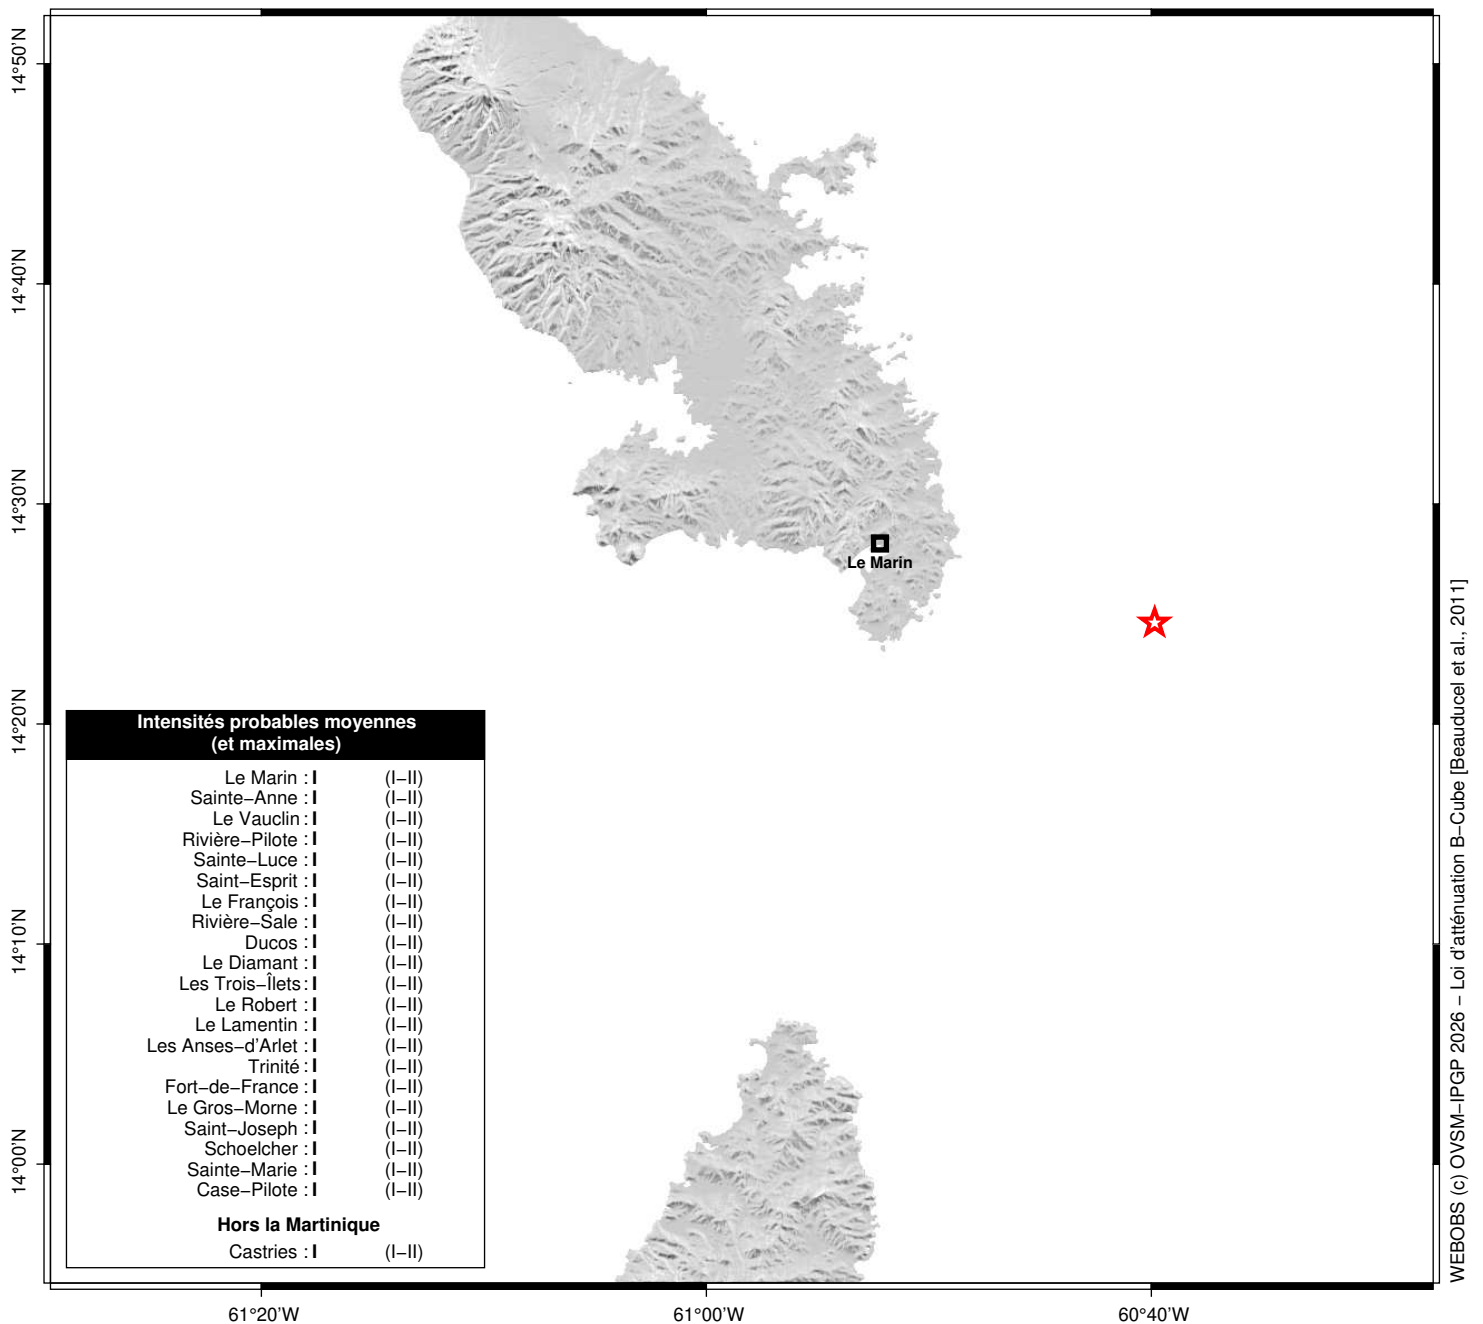 14°50'N
14°40'N
14°30'N
14°20'N
14°10'N
14°00'N
Le Marin
Intensités probables moyennes
(et maximales)
Le Marin : I (I–II)
Sainte–Anne : I (I–II)
Le Vauclin : I (I–II)
Rivière–Pilote : I (I–II)
Sainte–Luce : I (I–II)
Saint–Esprit : I (I–II)
Le François : I (I–II)
Rivière–Sale : I (I–II)
Ducos : I (I–II)
Le Diamant : I (I–II)
Les Trois–Îlets : I (I–II)
Le Robert : I (I–II)
Le Lamentin : I (I–II)
Les Anses–d'Arlet : I (I–II)
Trinité : I (I–II)
Fort–de–France : I (I–II)
Le Gros–Morne : I (I–II)
Saint–Joseph : I (I–II)
Schoelcher : I (I–II)
Sainte–Marie : I (I–II)
Case–Pilote : I (I–II)
Hors la Martinique
Castries : I (I–II)
61°20'W
61°00'W
60°40'W
WEBOBS (c) OVSM–IPGP 2026 – Loi d'atténuation B–Cube [Beauducel et al., 2011]